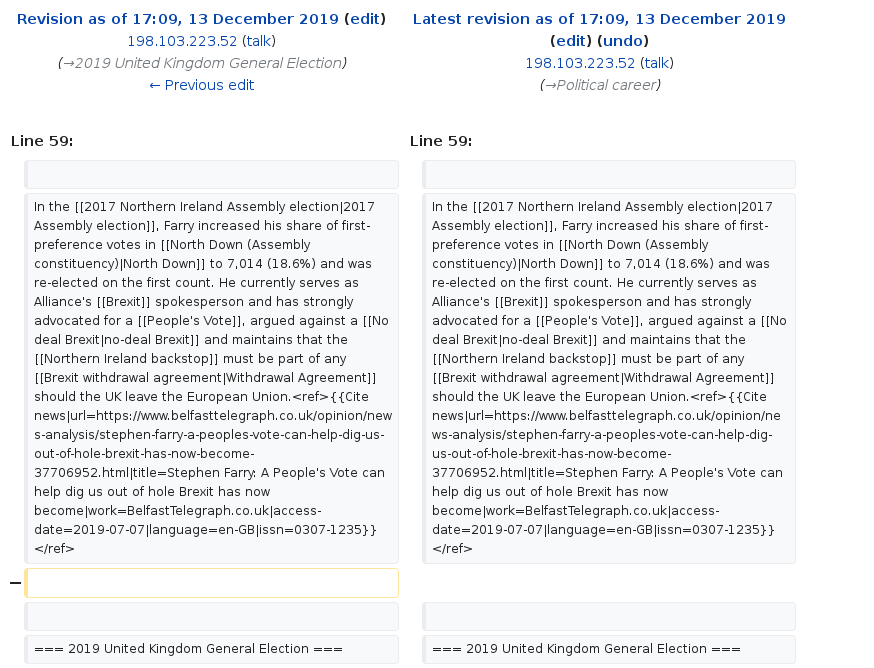 Revision as of 17:09, 13 December 2019 (edit)
198.103.223.52 (talk)
(→2019 United Kingdom General Election)
← Previous edit
Latest revision as of 17:09, 13 December 2019
(edit) (undo)
198.103.223.52 (talk)
(→Political career)
Line 59:
Line 59:
In the [[2017 Northern Ireland Assembly election|2017
Assembly election]], Farry increased his share of first-
preference votes in [[North Down (Assembly
constituency)|North Down]] to 7,014 (18.6%) and was
re-elected on the first count. He currently serves as
Alliance's [[Brexit]] spokesperson and has strongly
advocated for a [[People's Vote]], argued against a [[No
deal Brexit|no-deal Brexit]] and maintains that the
[[Northern Ireland backstop]] must be part of any
[[Brexit withdrawal agreement|Withdrawal Agreement]]
should the UK leave the European Union.<ref>{{Cite
news|url=https://www.belfasttelegraph.co.uk/opinion/new
s-analysis/stephen-farry-a-peoples-vote-can-help-dig-us-
out-of-hole-brexit-has-now-become-
37706952.html|title=Stephen Farry: A People's Vote can
help dig us out of hole Brexit has now
become|work=BelfastTelegraph.co.uk|access-
date=2019-07-07|language=en-GB|issn=0307-1235}}
</ref>
In the [[2017 Northern Ireland Assembly election|2017
Assembly election]], Farry increased his share of first-
preference votes in [[North Down (Assembly
constituency)|North Down]] to 7,014 (18.6%) and was
re-elected on the first count. He currently serves as
Alliance's [[Brexit]] spokesperson and has strongly
advocated for a [[People's Vote]], argued against a [[No
deal Brexit|no-deal Brexit]] and maintains that the
[[Northern Ireland backstop]] must be part of any
[[Brexit withdrawal agreement|Withdrawal Agreement]]
should the UK leave the European Union.<ref>{{Cite
news|url=https://www.belfasttelegraph.co.uk/opinion/ne
ws-analysis/stephen-farry-a-peoples-vote-can-help-dig-
us-out-of-hole-brexit-has-now-become-
37706952.html|title=Stephen Farry: A People's Vote can
help dig us out of hole Brexit has now
become|work=BelfastTelegraph.co.uk|access-
date=2019-07-07|language=en-GB|issn=0307-1235}}
</ref>
−
=== 2019 United Kingdom General Election ===
=== 2019 United Kingdom General Election ===